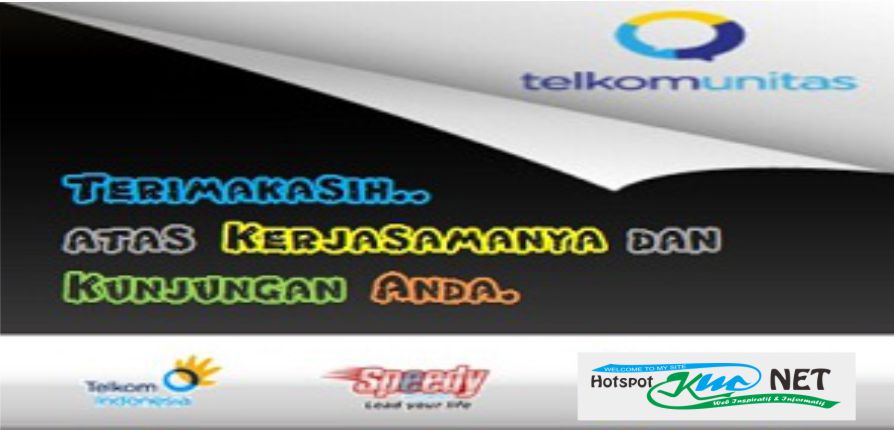 telkomunitas
TERIMAKASIH..
ATAS KERJASAMANYA DAN
KUNJUNGAN ANDA.
Telkom
Indonesia
Speedy
Load your life
WELCOME TO MY SITE
Hotspot NET
Web Inspiratif & Informatif